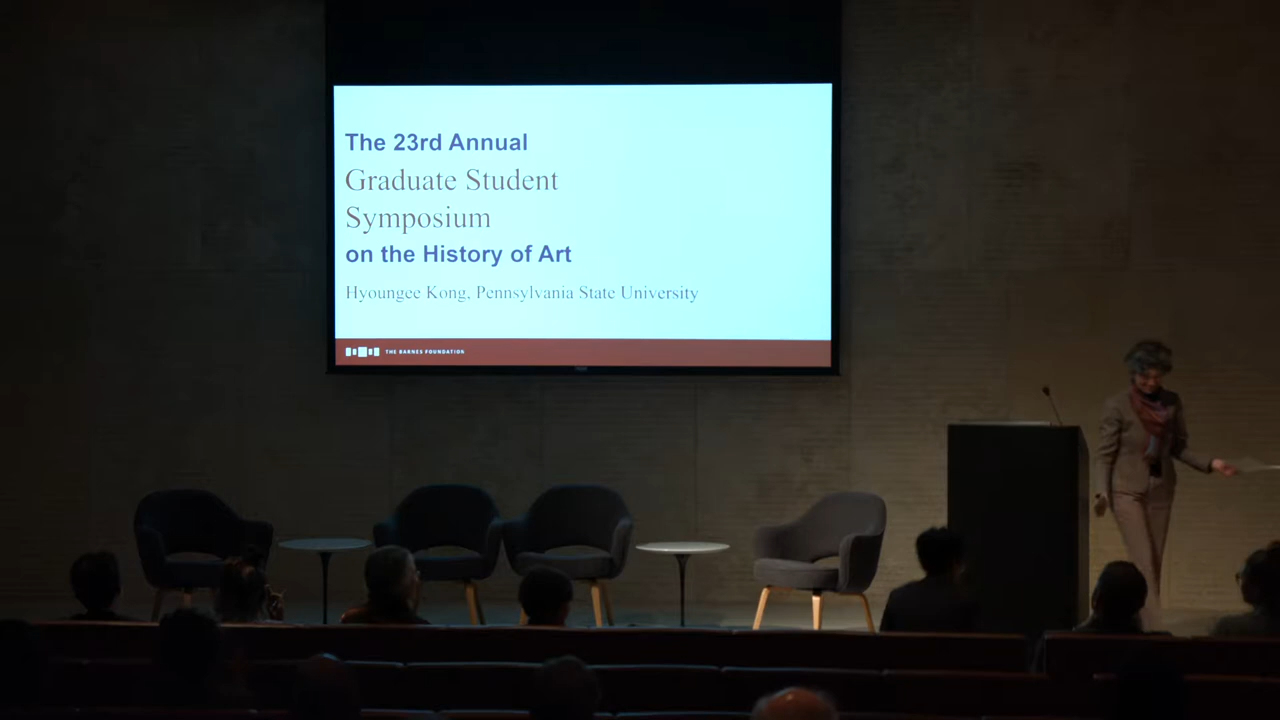 The 23rd Annual
Graduate Student
Symposium
on the History of Art
Hyoungee Kong, Pennsylvania State University
THE BARNES FOUNDATION